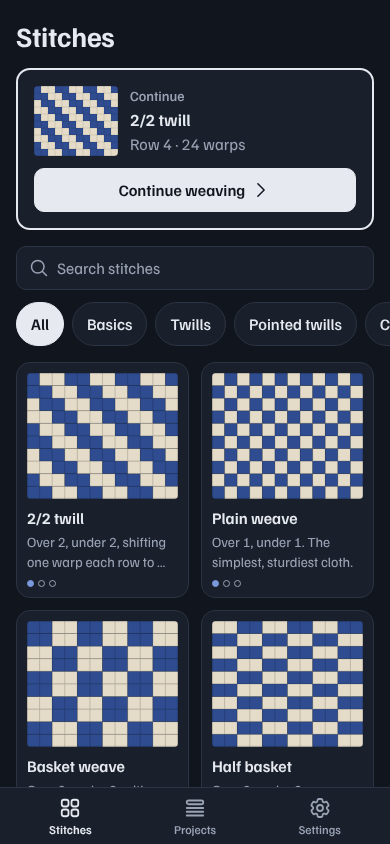 Stitches
Continue
2/2 twill
Row 4 · 24 warps
Continue weaving
Search stitches
All
Basics
Twills
Pointed twills
2/2 twill
Over 2, under 2, shifting
one warp each row to ...
Plain weave
Over 1, under 1. The
simplest, sturdiest cloth.
Basket weave
Half basket
Stitches
Projects
Settings